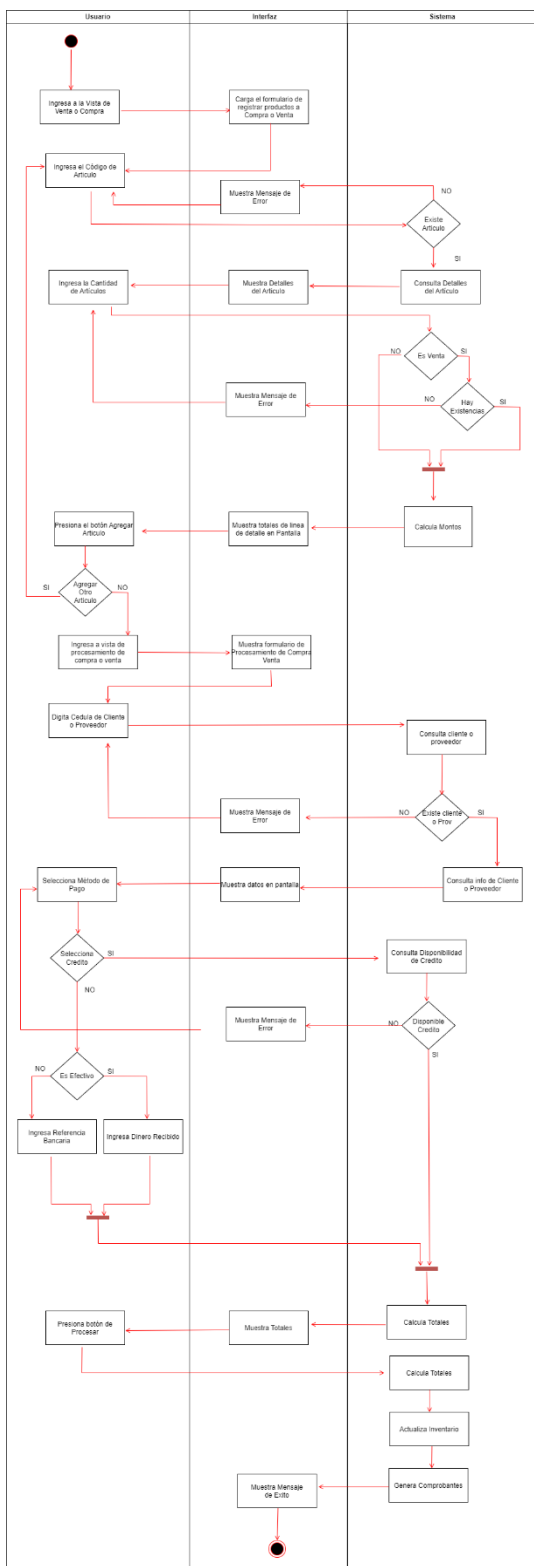 Usuario
Interfaz
Sistema
Ingresa a la Vista de
Venta o Compra
Carga el formulario de
registrar productos a
Compra o Venta
Ingresa el Código de
Articulo
Muestra Mensaje de
Error
NO
Existe
Articulo
SI
Ingresa la Cantidad
de Artículos
Muestra Detalles
del Artículo
Consulta Detalles
del Artículo
NO
Es Venta
SI
Muestra Mensaje de
Error
NO
Hay
Existencias
SI
Presiona el botón Agregar
Articulo
Muestra totales de linea
de detalle en Pantalla
Calcula Montos
SI
Agregar
Otro
Articulo
NO
Ingresa a vista de
procesamiento de
compra o venta
Muestra formulario de
Procesamiento de Compra
Venta
Digita Cedula de Cliente
o Proveedor
Consulta cliente o
proveedor
Muestra Mensaje de
Error
NO
Existe cliente
o Prov
SI
Selecciona Método de
Pago
Muestra datos en pantalla
Consulta info de Cliente
o Proveedor
Selecciona
Credito
SI
Consulta Disponibilidad
de Credito
NO
Muestra Mensaje de
Error
NO
Disponible
Credito
SI
NO
Es Efectivo
SI
Ingresa Referencia
Bancaria
Ingresa Dinero Recibido
Presiona botón de
Procesar
Muestra Totales
Calcula Totales
Calcula Totales
Actualiza Inventario
Muestra Mensaje
de Exito
Genera Comprobantes